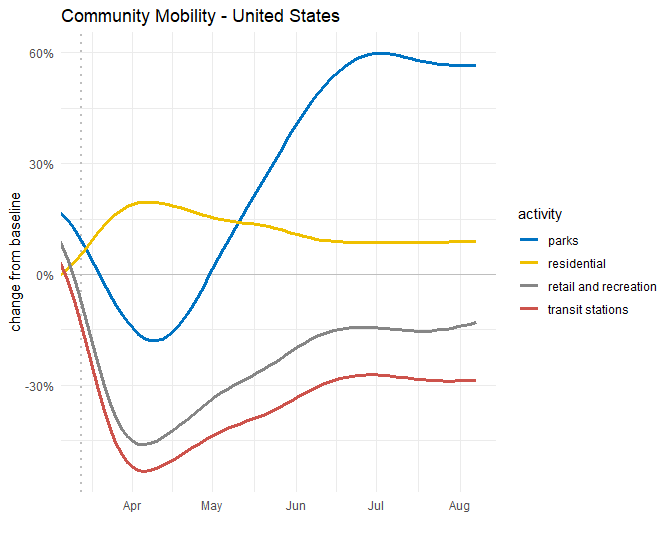 Community Mobility - United States
change from baseline
60%
30%
0%
-30%
Apr
May
Jun
Jul
Aug
activity
parks
residential
retail and recreation
transit stations